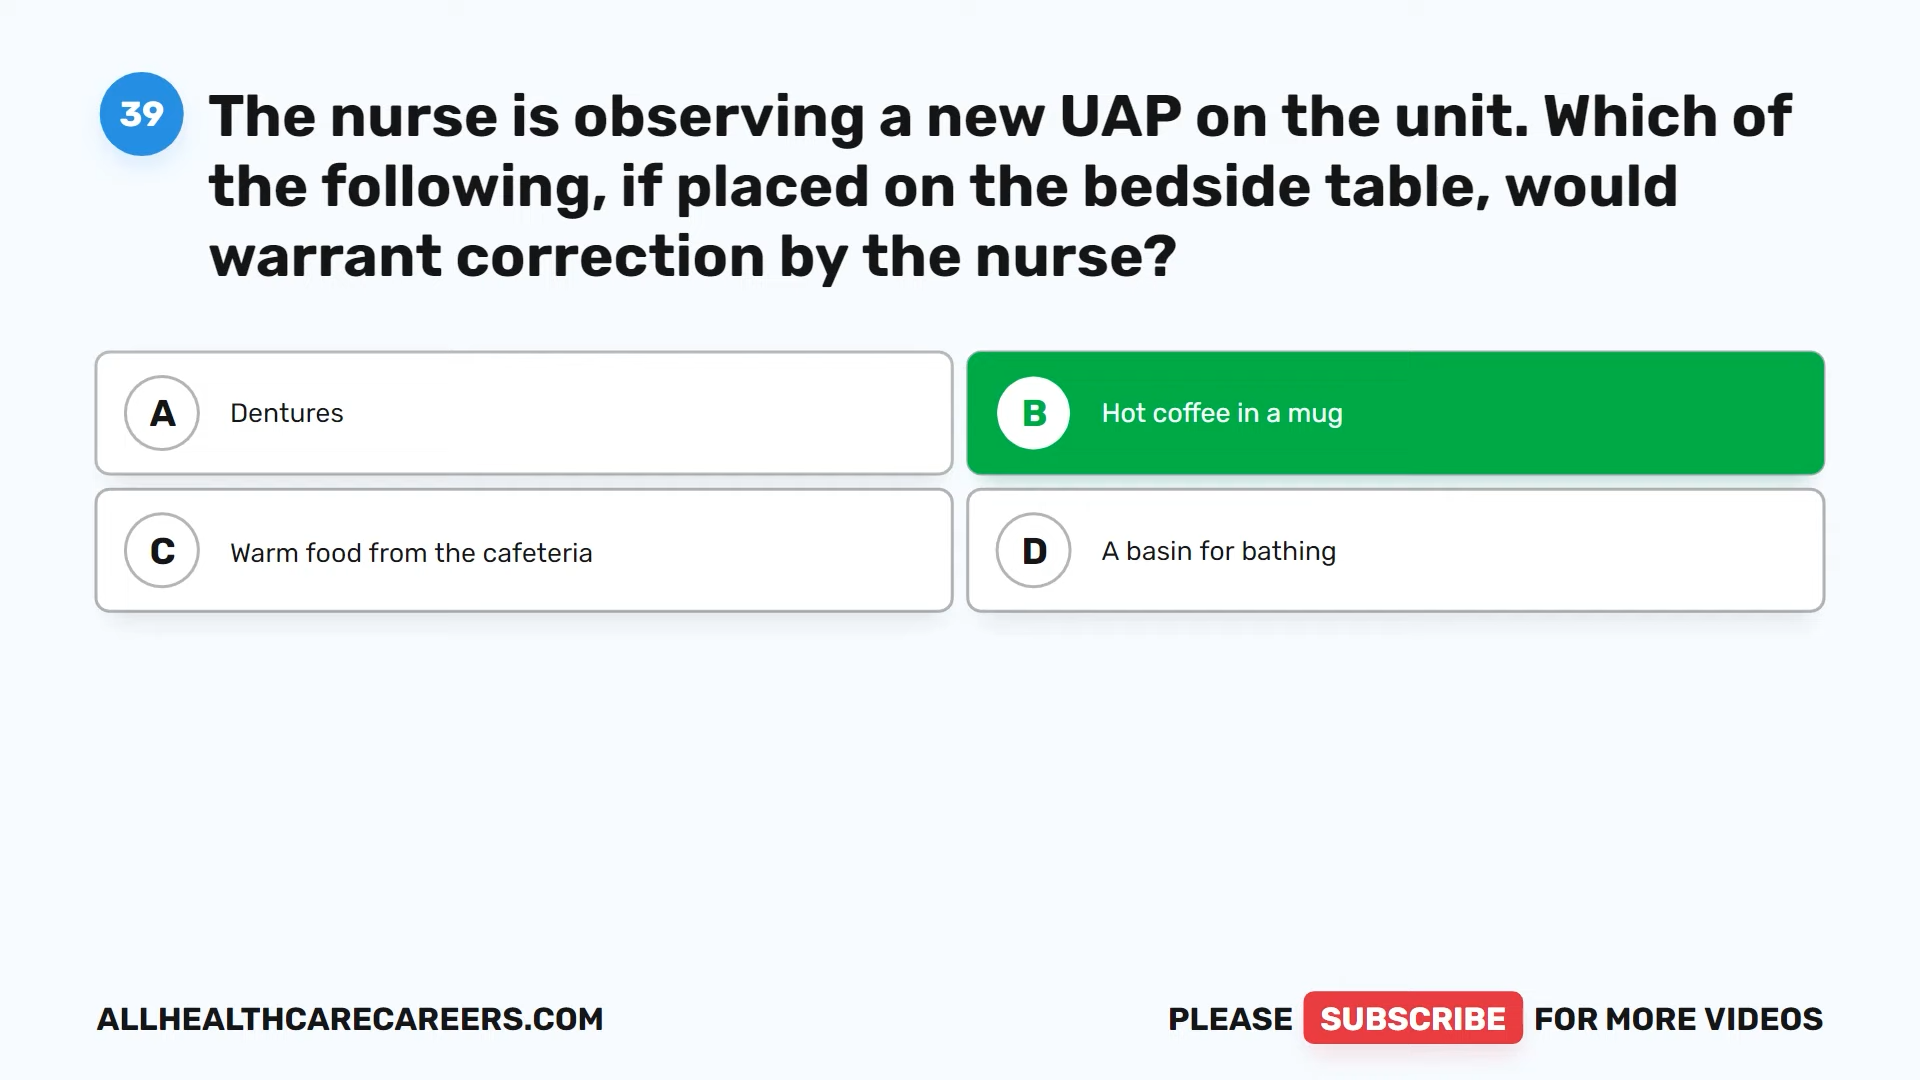 39
The nurse is observing a new UAP on the unit. Which of
the following, if placed on the bedside table, would
warrant correction by the nurse?
A Dentures
B Hot coffee in a mug
C Warm food from the cafeteria
D A basin for bathing
ALLHEALTHCARECAREERS.COM
PLEASE SUBSCRIBE FOR MORE VIDEOS